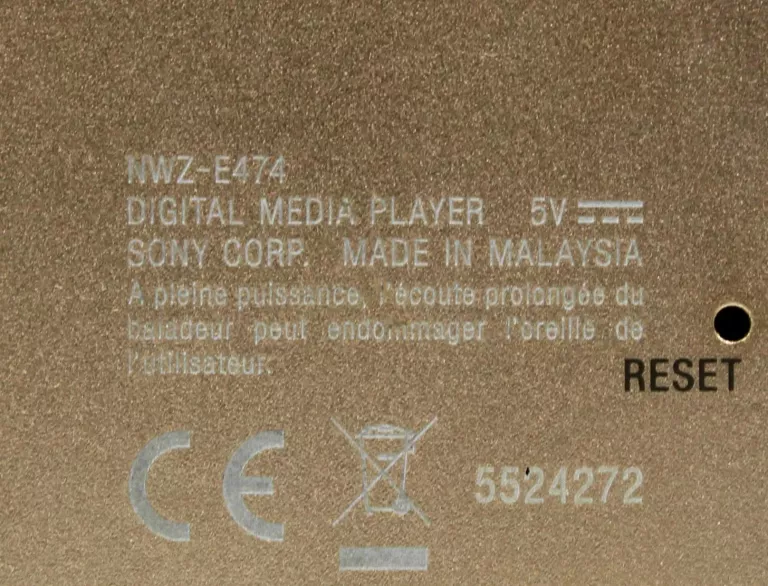 NWZ-E474
DIGITAL MEDIA PLAYER 5V
SONY CORP. MADE IN MALAYSIA
A pleine puissance, l'écoute prolongée du
baladeur peut endommager l'oreille de
l'utilisateur.
RESET
CE
5524272